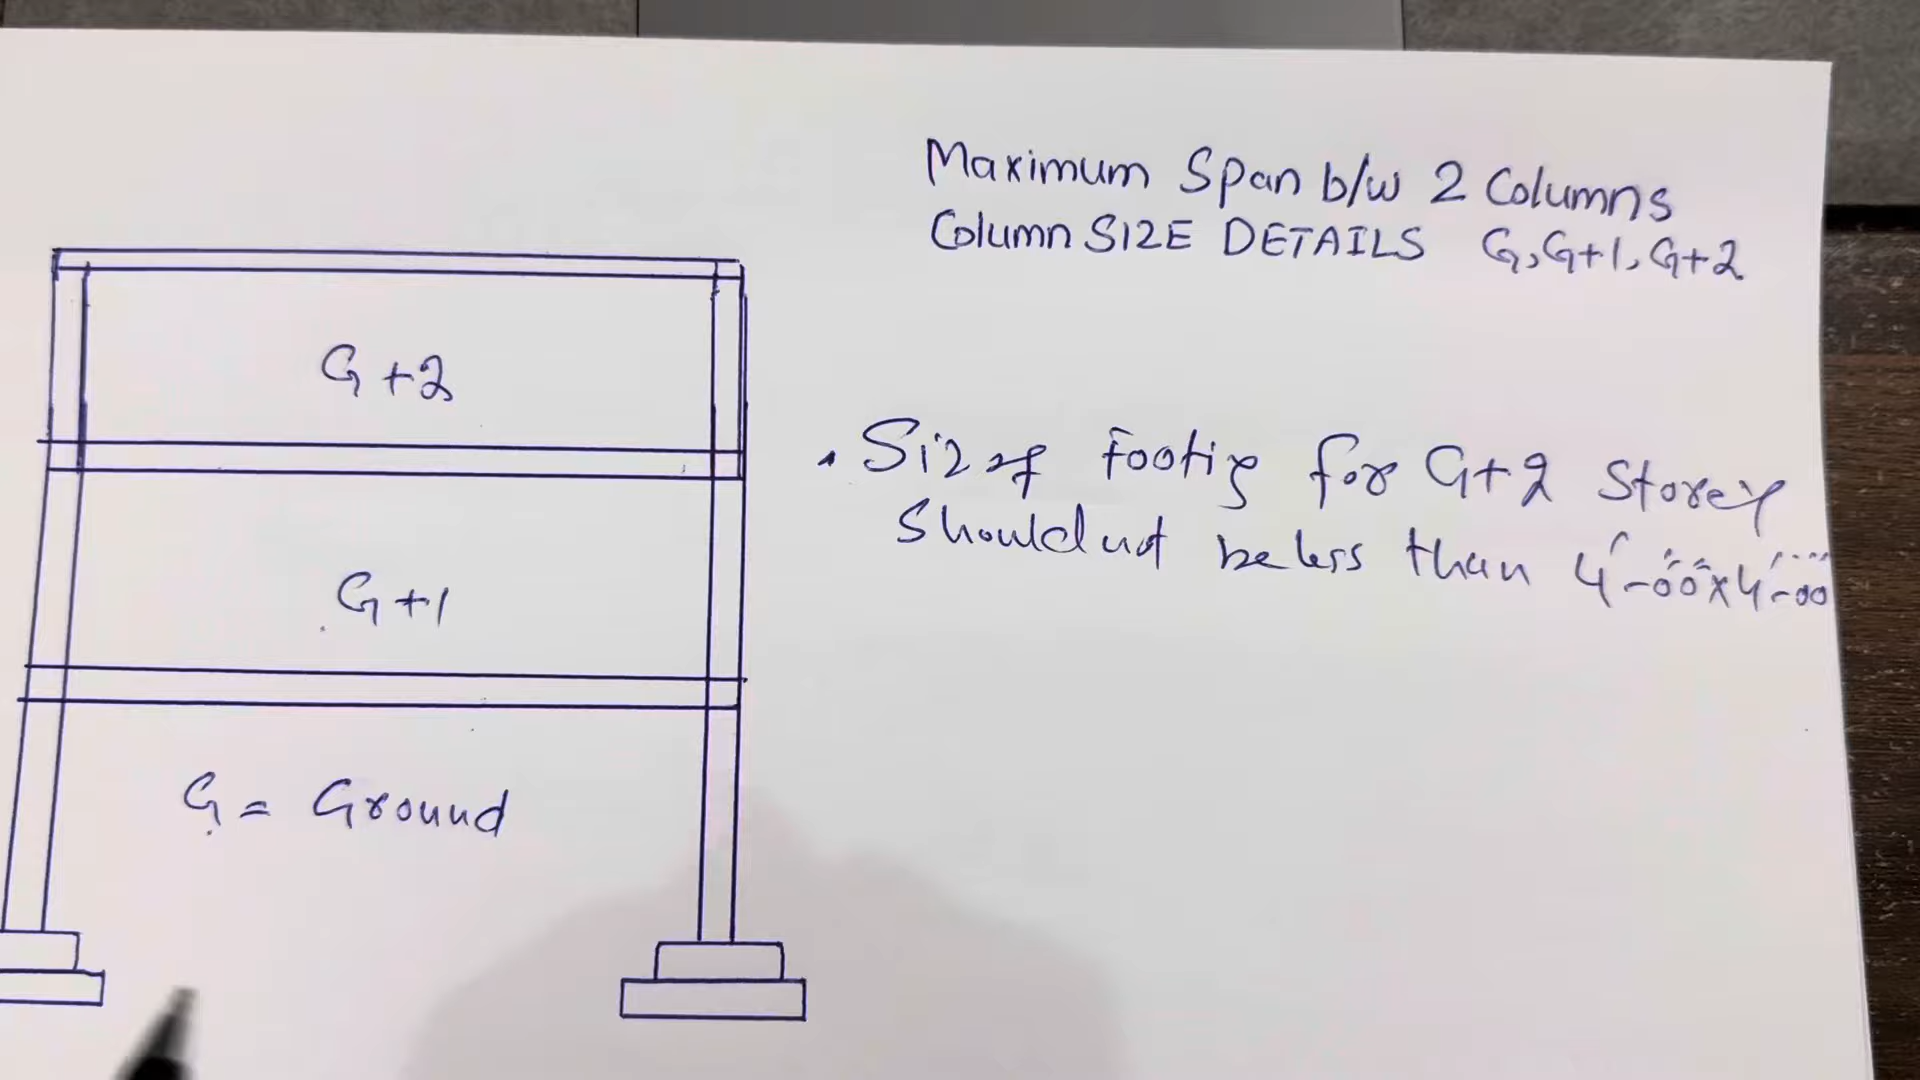 Maximum Span b/w 2 Columns
Column SIZE DETAILS G, G+1, G+2
G+2
. Siz of Footig for G+2 Storey
Should not be less than 4'-00"x4'-00"
G+1
G = Ground